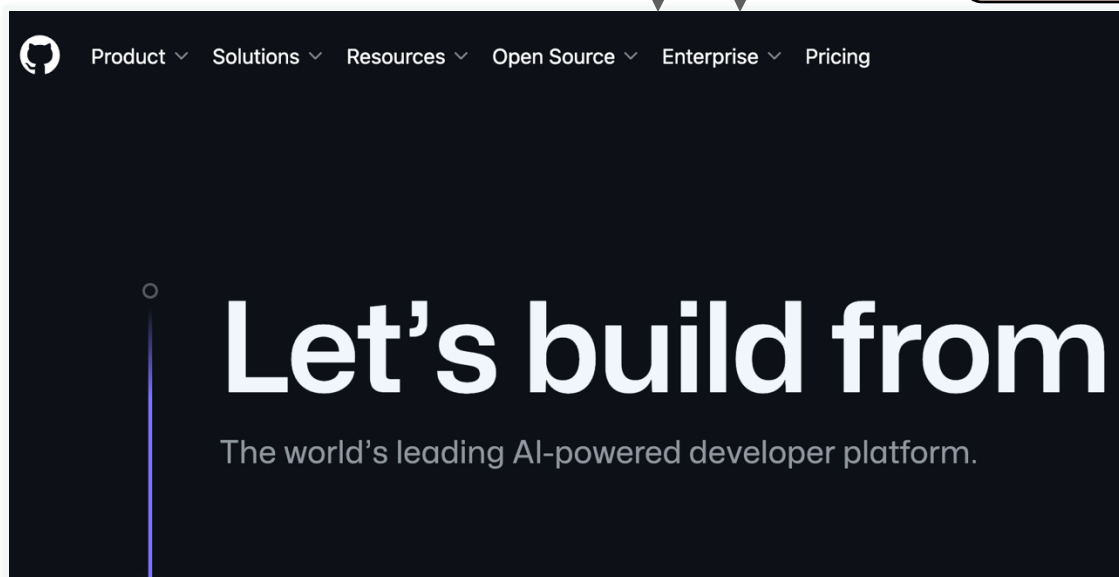 Product Solutions Resources Open Source Enterprise Pricing
Let’s build from
The world’s leading AI-powered developer platform.